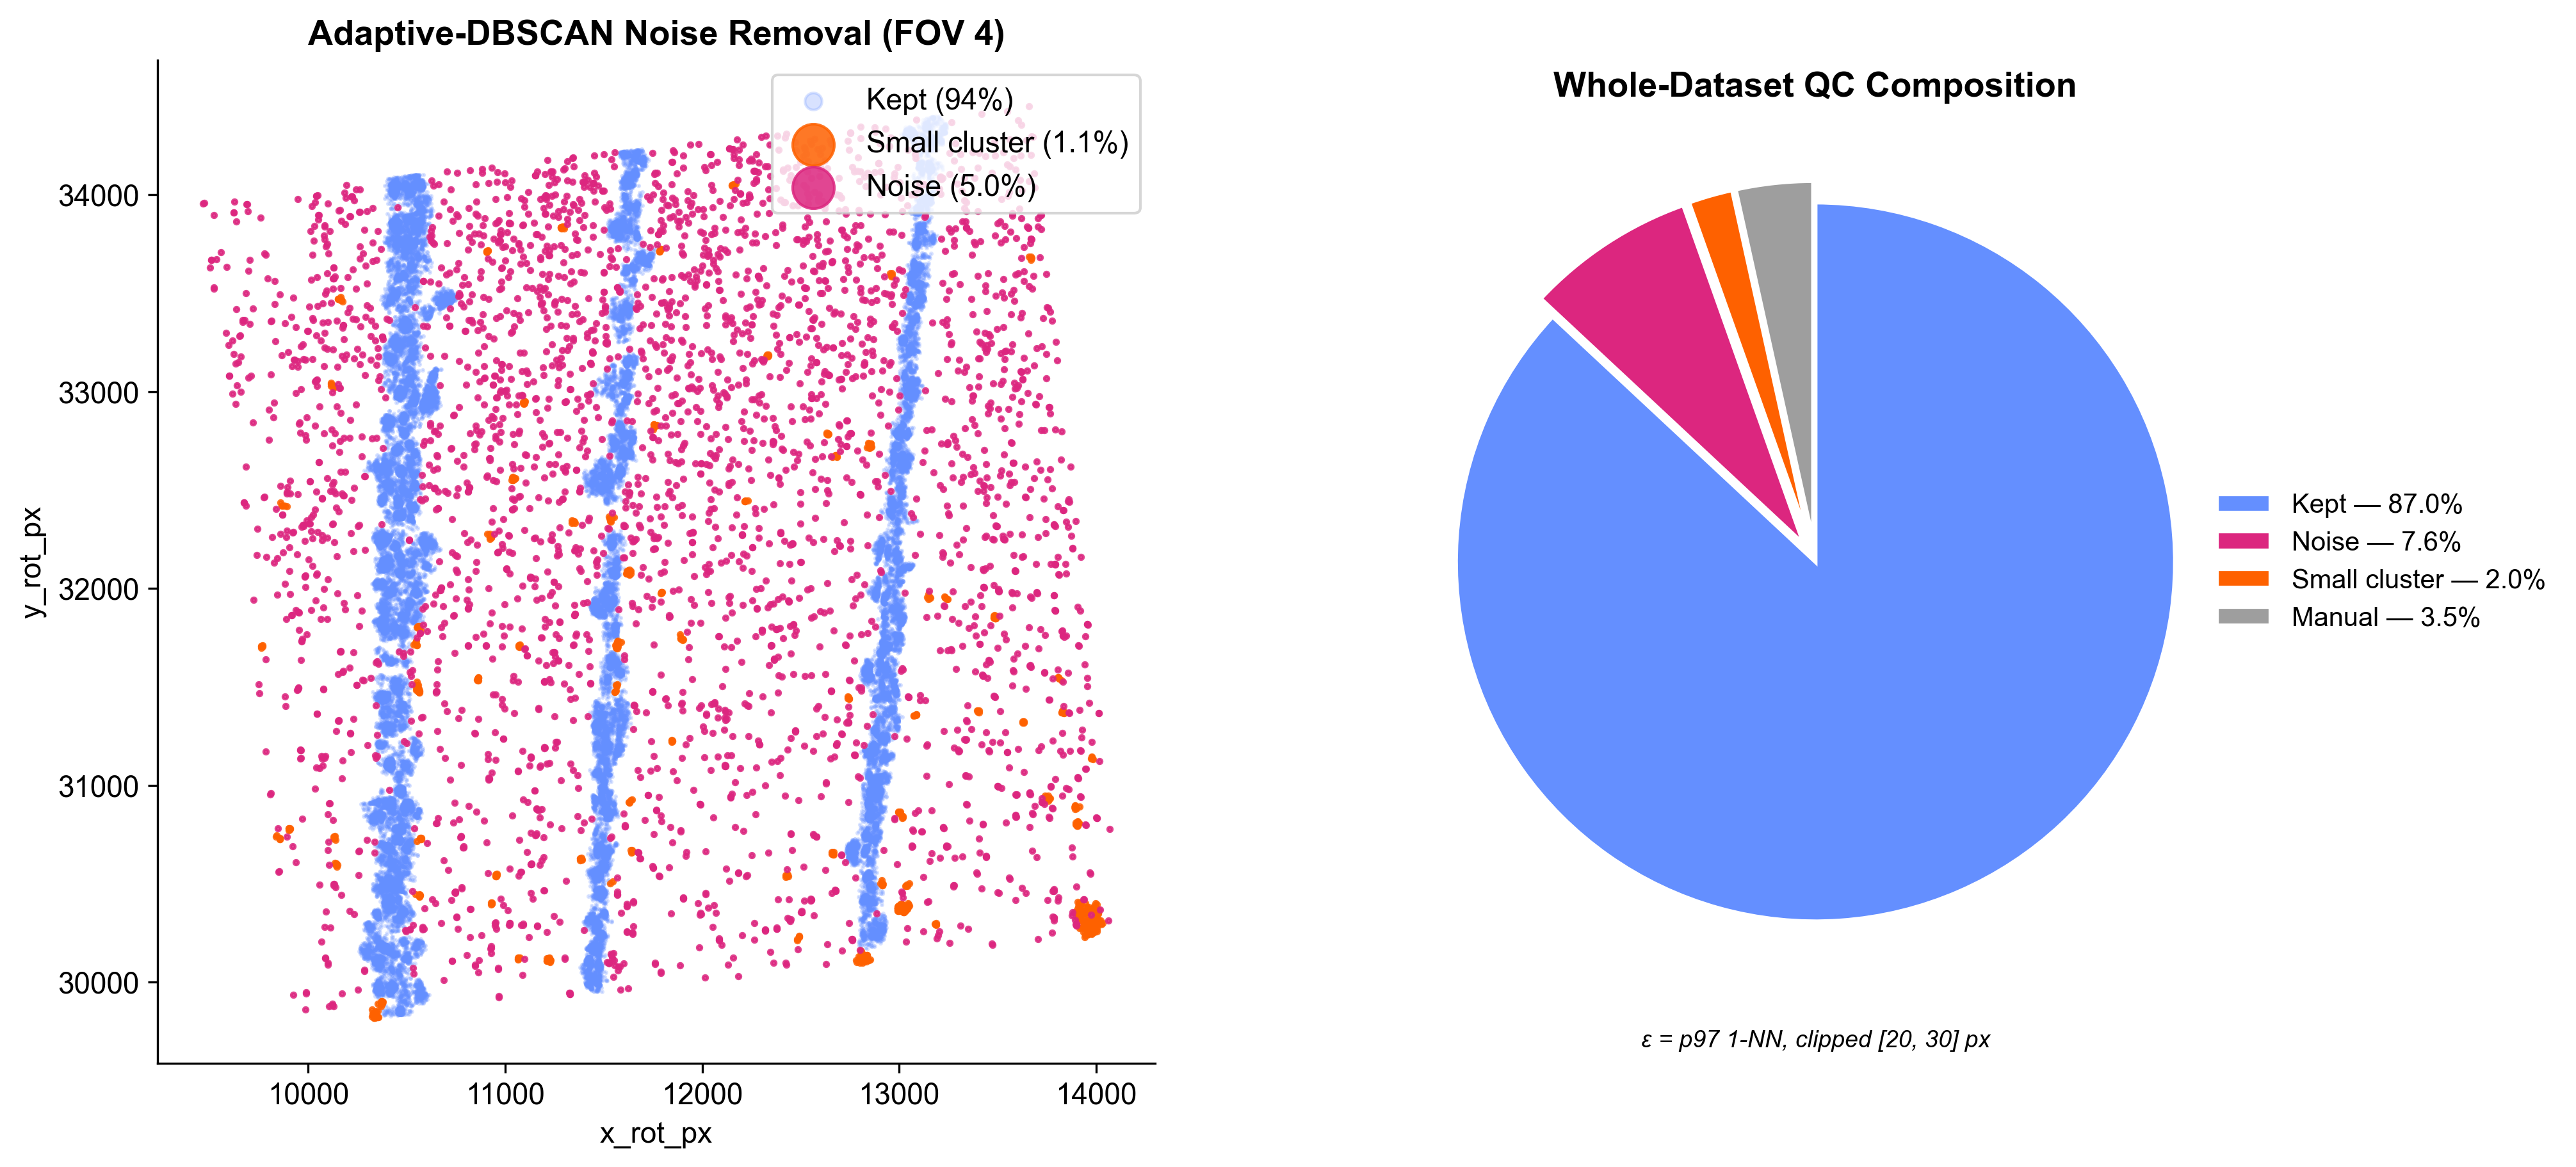 Adaptive-DBSCAN Noise Removal (FOV 4)
Kept (94%)
Small cluster (1.1%)
Noise (5.0%)
y_rot_px
34000
33000
32000
31000
30000
10000 11000 12000 13000 14000
x_rot_px
Whole-Dataset QC Composition
Kept — 87.0%
Noise — 7.6%
Small cluster — 2.0%
Manual — 3.5%
ε = p97 1-NN, clipped [20, 30] px